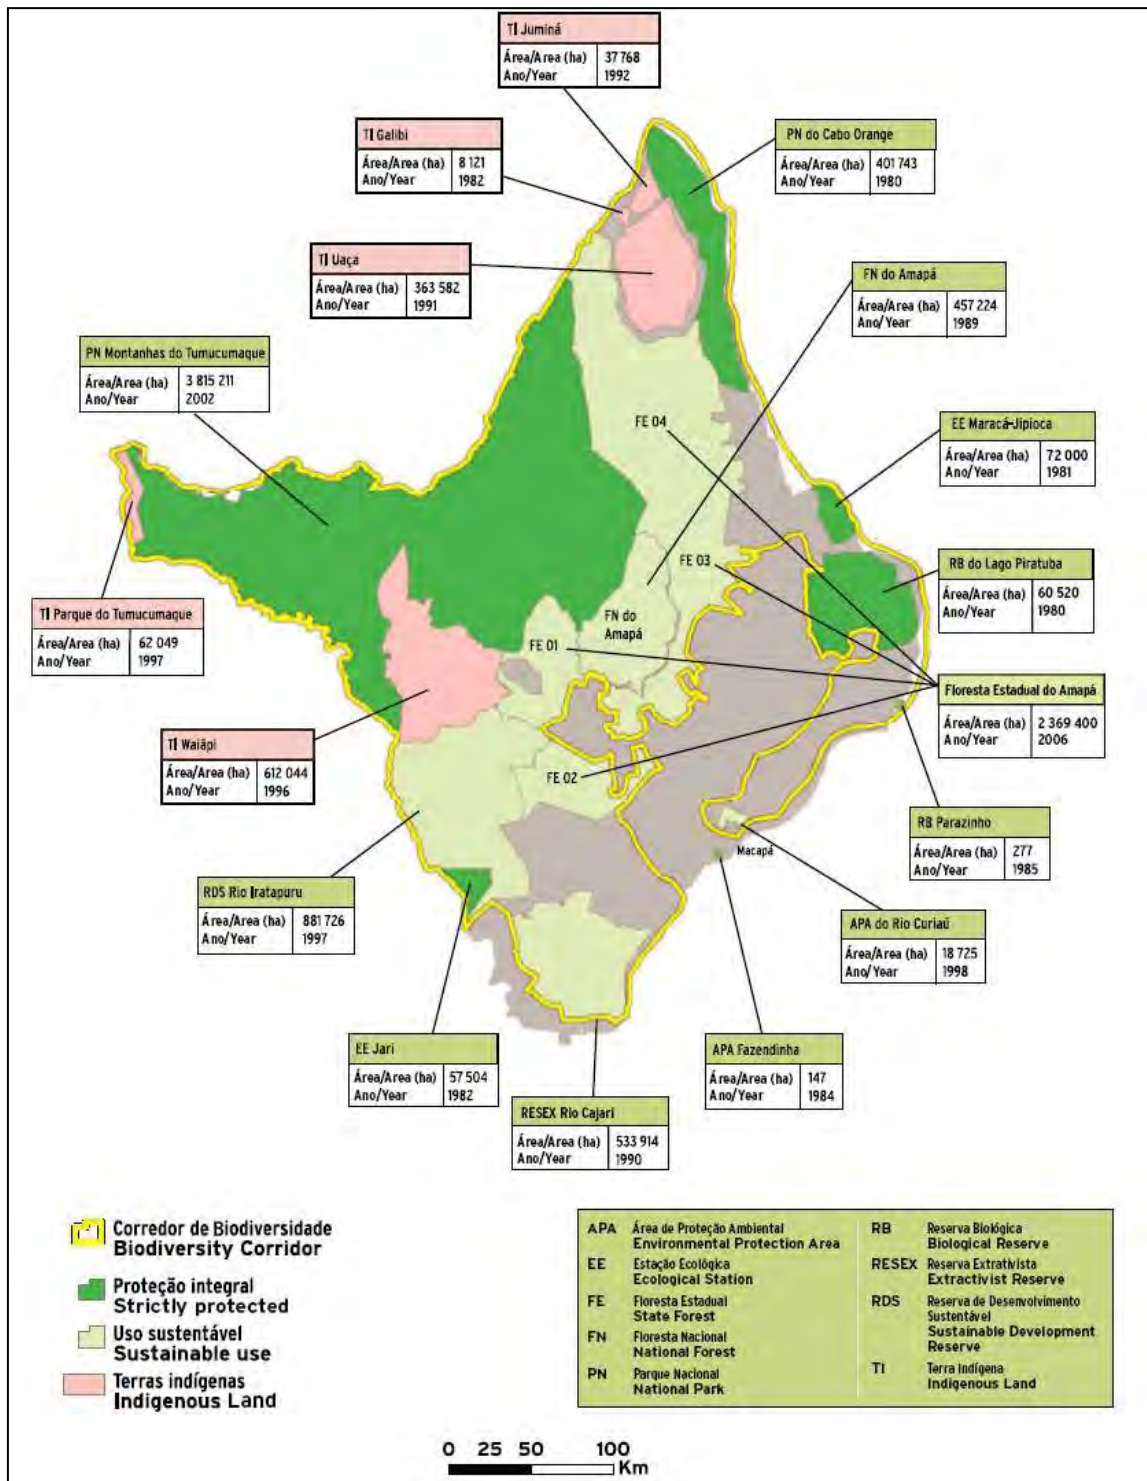 TI Juminá
Área/Area (ha) 37 768
Ano/Year 1992
TI Galibi
Área/Area (ha) 8 121
Ano/Year 1982
PN do Cabo Orange
Área/Area (ha) 401 743
Ano/Year 1980
TI Uaça
Área/Area (ha) 363 582
Ano/Year 1991
FN do Amapá
Área/Area (ha) 457 224
Ano/Year 1989
PN Montanhas do Tumucumaque
Área/Area (ha) 3 815 211
Ano/Year 2002
EE Maracá-Jipioca
Área/Area (ha) 72 000
Ano/Year 1981
FE 04
FE 03
FN do
Amapá
FE 01
FE 02
RB do Lago Piratuba
Área/Area (ha) 60 520
Ano/Year 1980
TI Parque do Tumucumaque
Área/Area (ha) 62 049
Ano/Year 1997
Floresta Estadual do Amapá
Área/Area (ha) 2 369 400
Ano/Year 2006
TI Waiãpi
Área/Area (ha) 612 044
Ano/Year 1996
RB Parazinho
Área/Area (ha) 277
Ano/Year 1985
Macapá
RDS Rio Iratapuru
Área/Area (ha) 881 726
Ano/Year 1997
APA do Rio Curiaú
Área/Area (ha) 18 725
Ano/Year 1998
EE Jari
Área/Area (ha) 57 504
Ano/Year 1982
APA Fazendinha
Área/Area (ha) 147
Ano/Year 1984
RESEX Rio Cajari
Área/Area (ha) 533 914
Ano/Year 1990
Corredor de Biodiversidade
Biodiversity Corridor
Proteção integral
Strictly protected
Uso sustentável
Sustainable use
Terras indígenas
Indigenous Land
APA Área de Proteção Ambiental
Environmental Protection Area
EE Estação Ecológica
Ecological Station
FE Floresta Estadual
State Forest
FN Floresta Nacional
National Forest
PN Parque Nacional
National Park
RB Reserva Biológica
Biological Reserve
RESEX Reserva Extrativista
Extractivist Reserve
RDS Reserva de Desenvolvimento
Sustentável
Sustainable Development
Reserve
TI Terra Indígena
Indigenous Land
0 25 50 100
Km